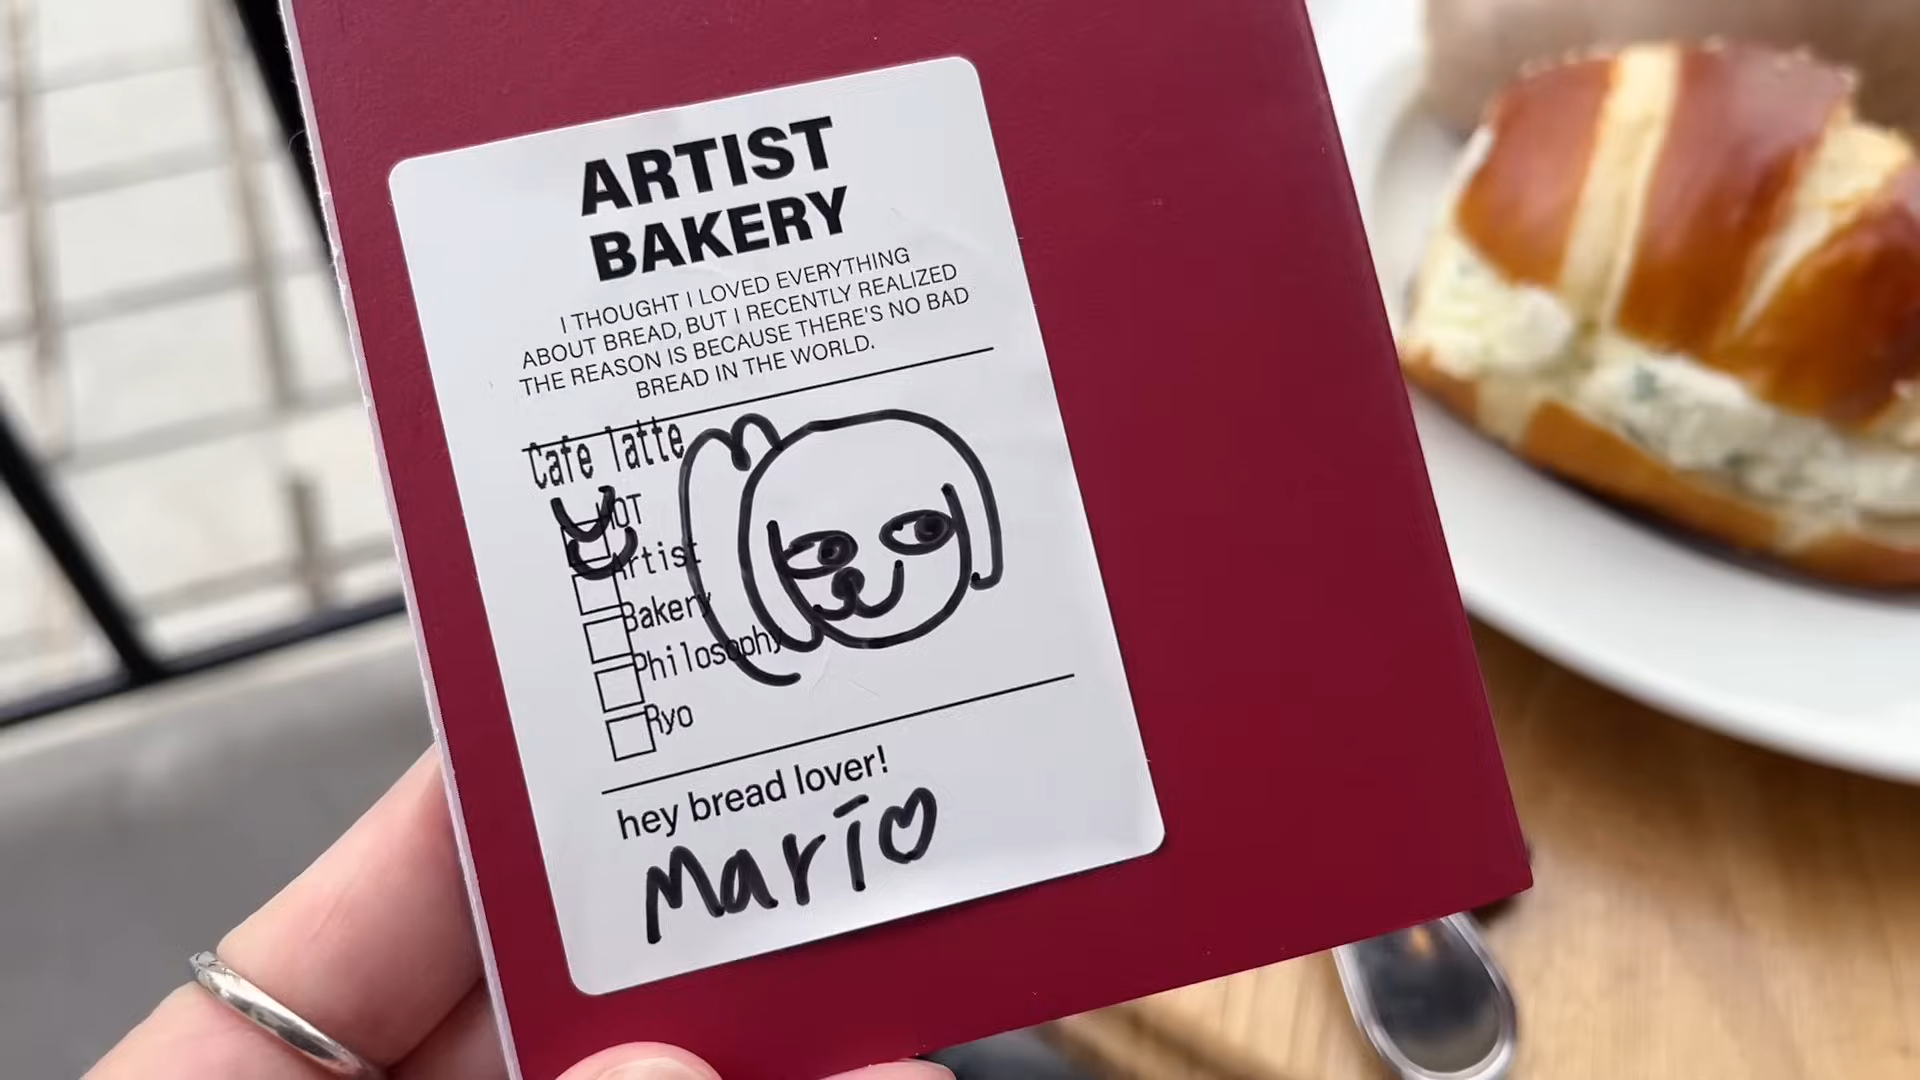 ARTIST
BAKERY
I THOUGHT I LOVED EVERYTHING
ABOUT BREAD, BUT I RECENTLY REALIZED
THE REASON IS BECAUSE THERE'S NO BAD
BREAD IN THE WORLD.
Cafe latte
HOT
Artist
Bakery
Philosophy
Ryo
hey bread lover!
Mario